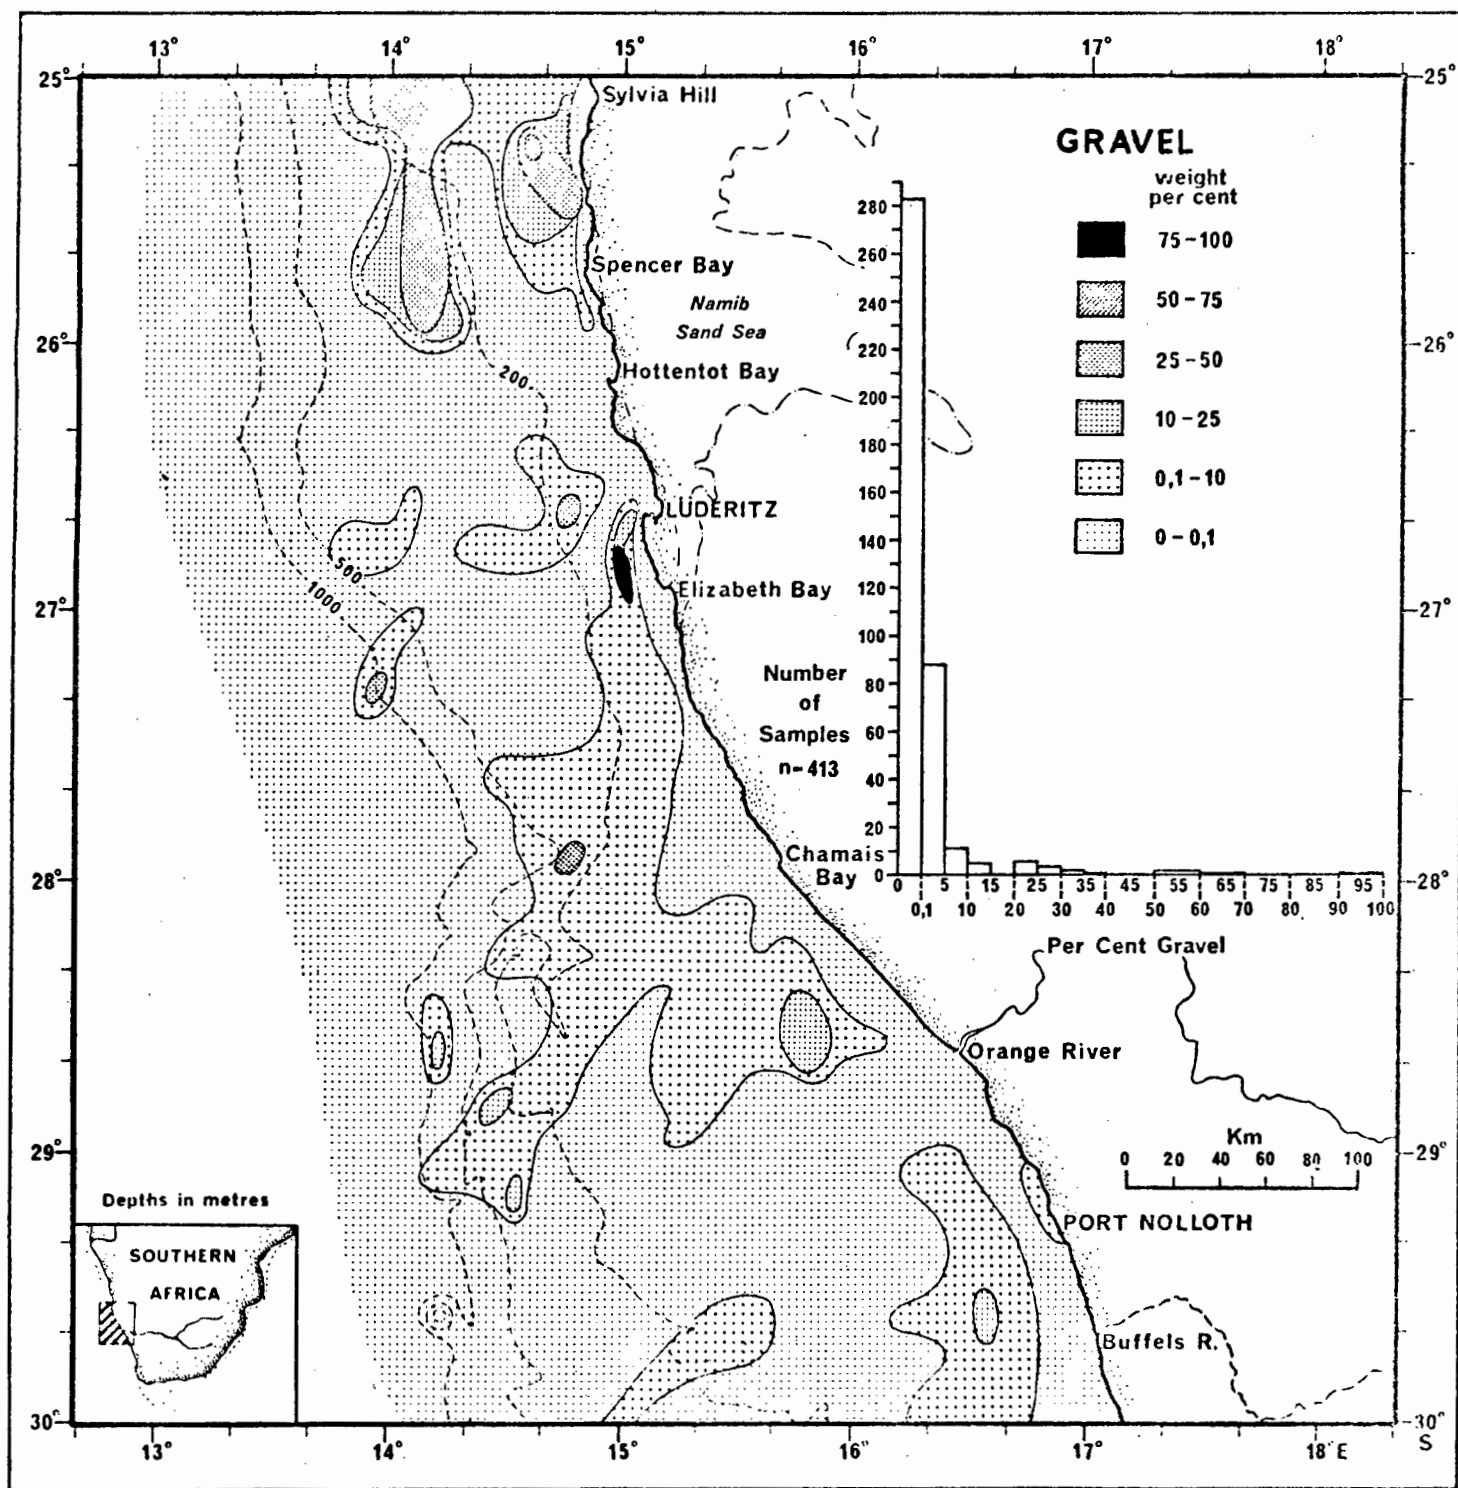 13° 14° 15° 16° 17° 18°
25° -25°
Sylvia Hill
GRAVEL
weight
per cent
75-100
50-75
25-50
10-25
0,1-10
0-0,1
Spencer Bay
Namib
Sand Sea
26° -26°
Hottentot Bay
200
LÜDERITZ
500
1000
Elizabeth Bay
27° -27°
280
260
240
220
200
180
160
140
120
100
80
60
40
20
0
Number
of
Samples
n-413
Chamais
Bay
28° -28°
0 5 15 25 35 45 55 65 75 85 95
0,1 10 20 30 40 50 60 70 80 90 100
Per Cent Gravel
Orange River
29° -29°
Km
0 20 40 60 80 100
Depths in metres
SOUTHERN
AFRICA
PORT NOLLOTH
Buffels R.
30° -30°
S
13° 14° 15° 16° 17° 18° E